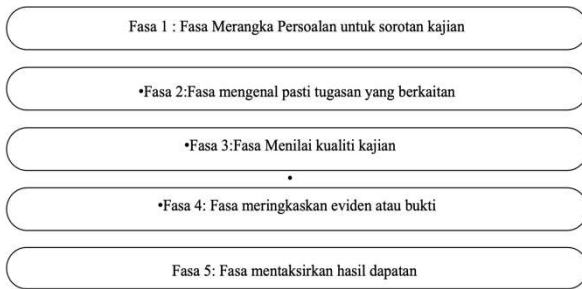 Fasa 1 : Fasa Merangka Persoalan untuk sorotan kajian
•Fasa 2:Fasa mengenal pasti tugasan yang berkaitan
•Fasa 3:Fasa Menilai kualiti kajian
•
•Fasa 4: Fasa meringkaskan eviden atau bukti
Fasa 5: Fasa mentaksirkan hasil dapatan